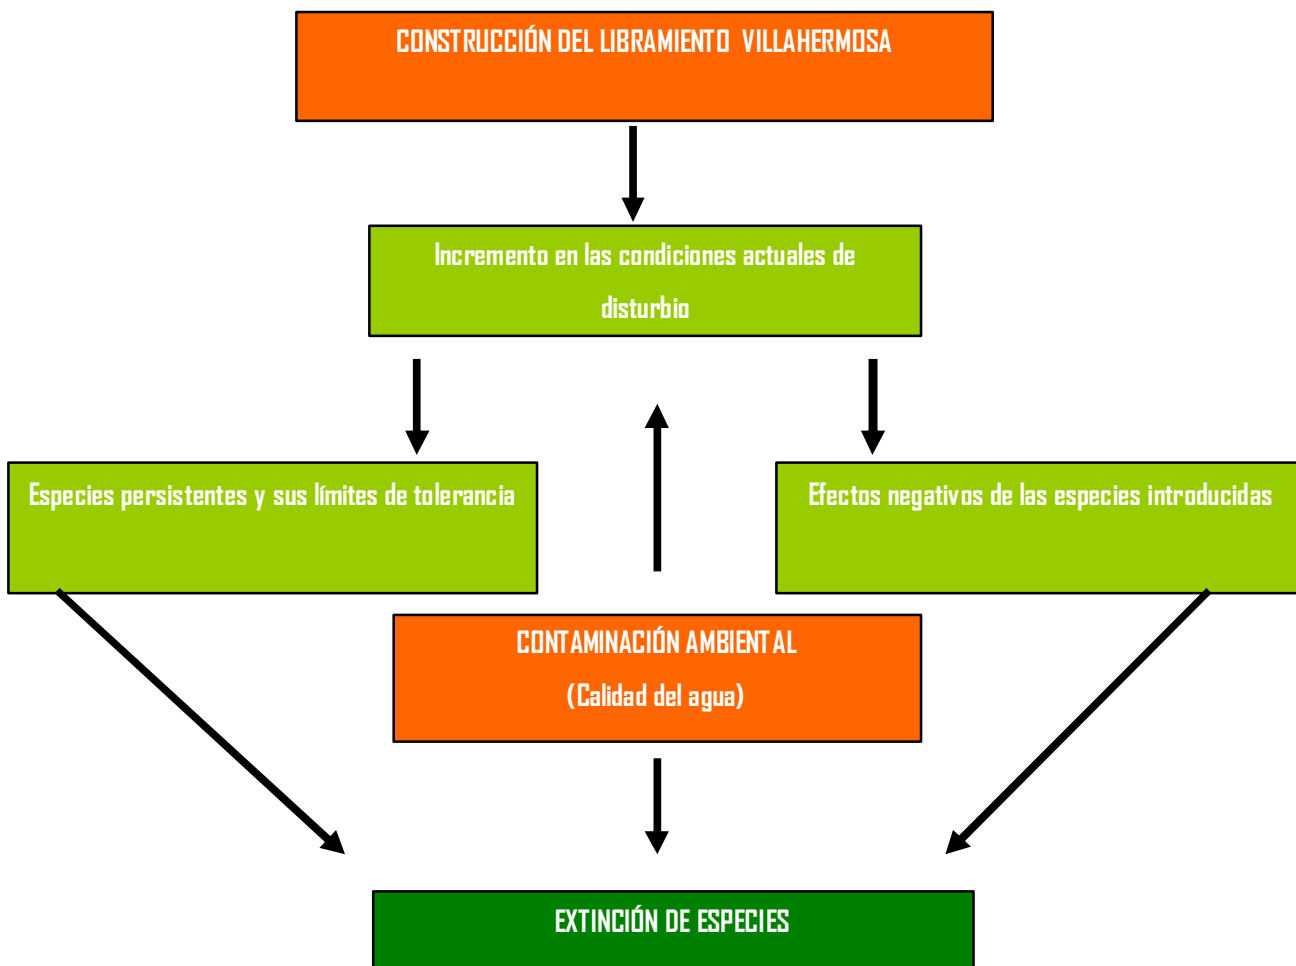 CONSTRUCCIÓN DEL LIBRAMIENTO VILLAHERMOSA
Incremento en las condiciones actuales de
disturbio
Especies persistentes y sus límites de tolerancia
Efectos negativos de las especies introducidas
CONTAMINACIÓN AMBIENTAL
(Calidad del agua)
EXTINCIÓN DE ESPECIES